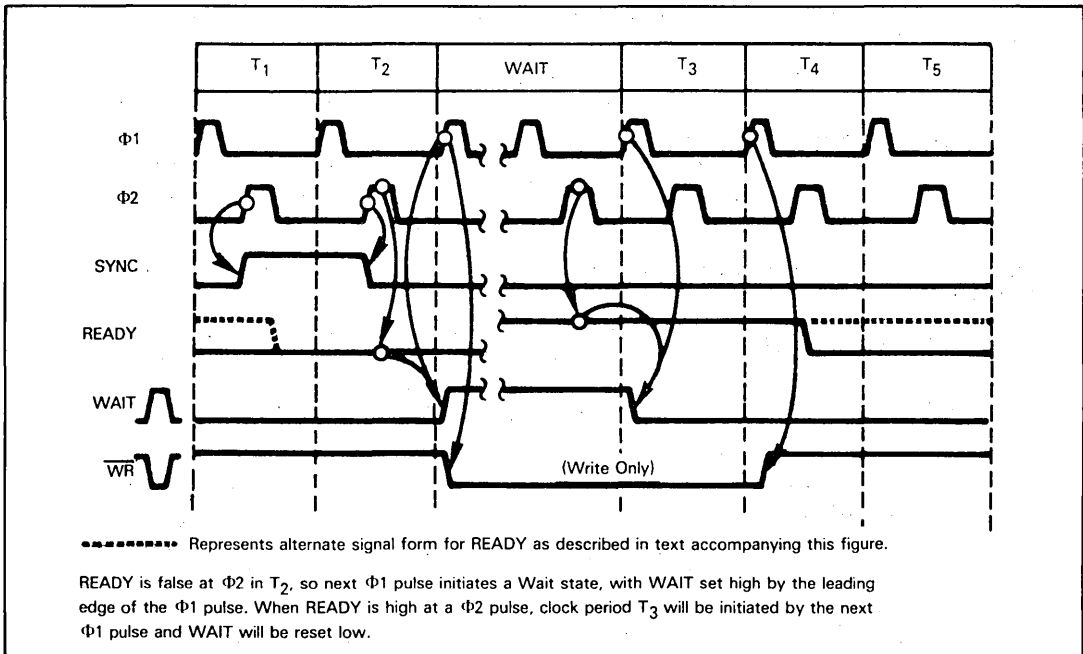 T1 T2 WAIT T3 T4 T5
Φ1
Φ2
SYNC
READY
WAIT
WR
(Write Only)
Represents alternate signal form for READY as described in text accompanying this figure.
READY is false at Φ2 in T2, so next Φ1 pulse initiates a Wait state, with WAIT set high by the leading
edge of the Φ1 pulse. When READY is high at a Φ2 pulse, clock period T3 will be initiated by the next
Φ1 pulse and WAIT will be reset low.